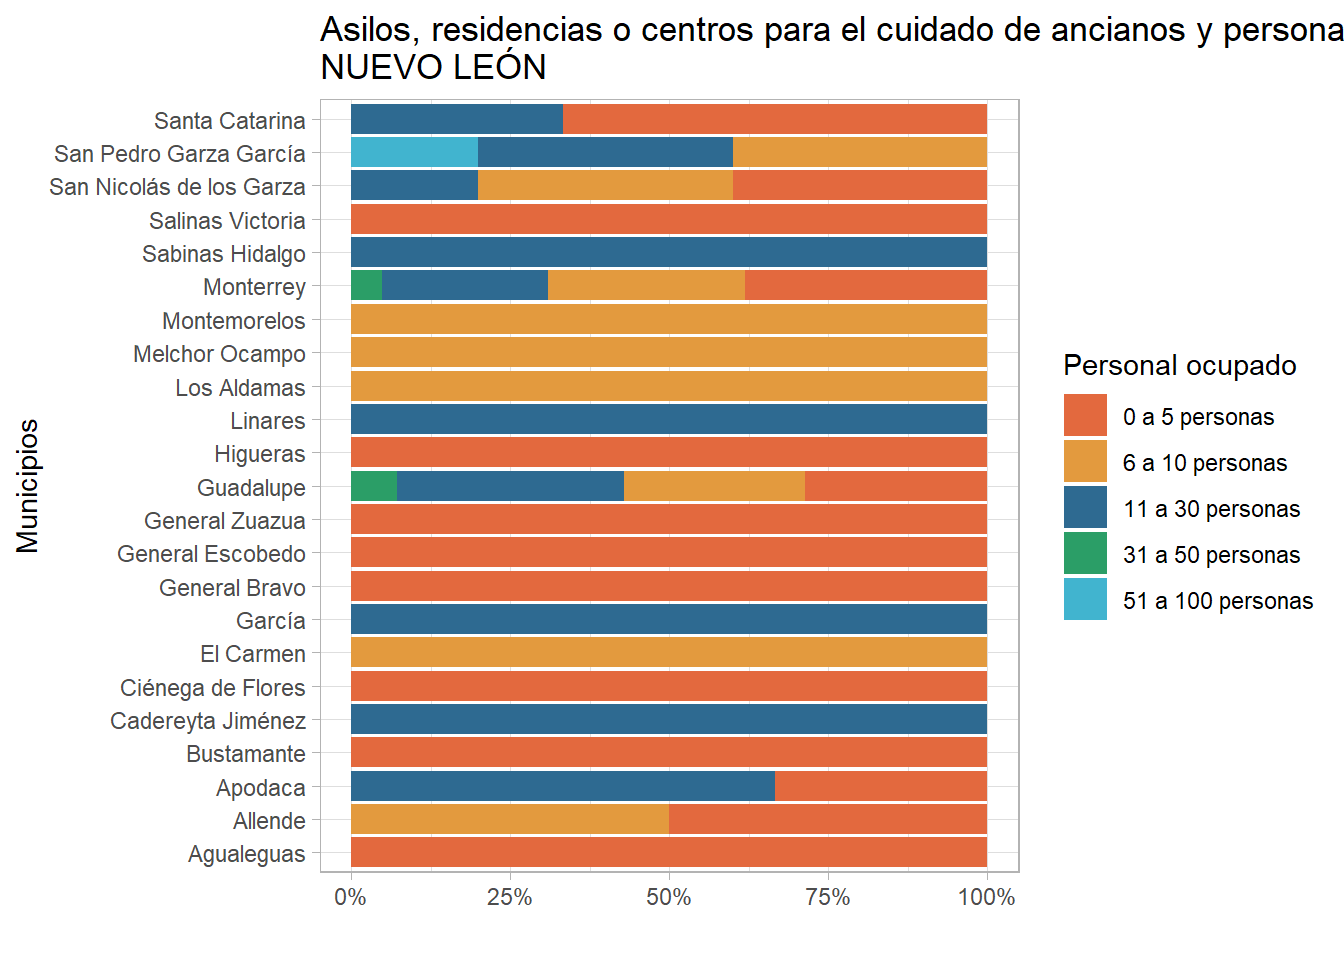 Asilos, residencias o centros para el cuidado de ancianos y persona
NUEVO LEÓN
Municipios
Santa Catarina
San Pedro Garza García
San Nicolás de los Garza
Salinas Victoria
Sabinas Hidalgo
Monterrey
Montemorelos
Melchor Ocampo
Los Aldamas
Linares
Higueras
Guadalupe
General Zuazua
General Escobedo
General Bravo
García
El Carmen
Ciénega de Flores
Cadereyta Jiménez
Bustamante
Apodaca
Allende
Agualeguas
0% 25% 50% 75% 100%
Personal ocupado
0 a 5 personas
6 a 10 personas
11 a 30 personas
31 a 50 personas
51 a 100 personas